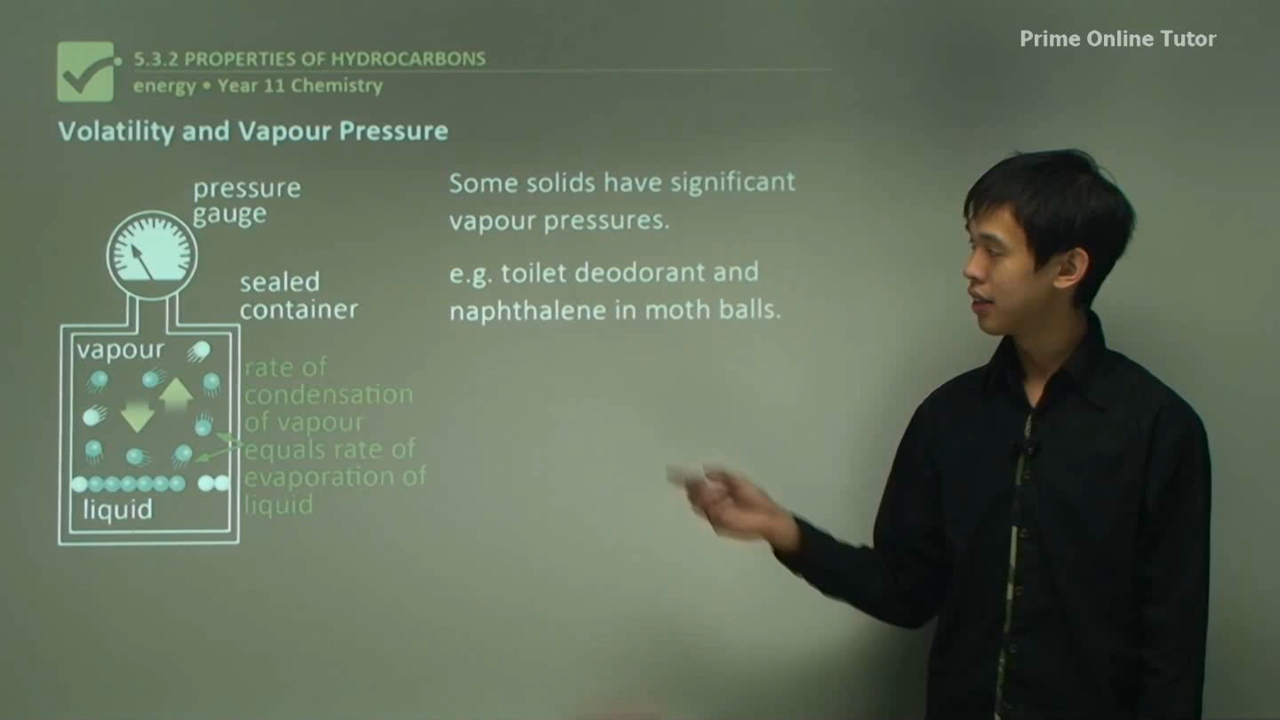 Prime Online Tutor
5.3.2 PROPERTIES OF HYDROCARBONS
energy • Year 11 Chemistry
Volatility and Vapour Pressure
pressure
gauge
sealed
container
vapour
rate of
condensation
of vapour
equals rate of
evaporation of
liquid
liquid
Some solids have significant
vapour pressures.
e.g. toilet deodorant and
naphthalene in moth balls.